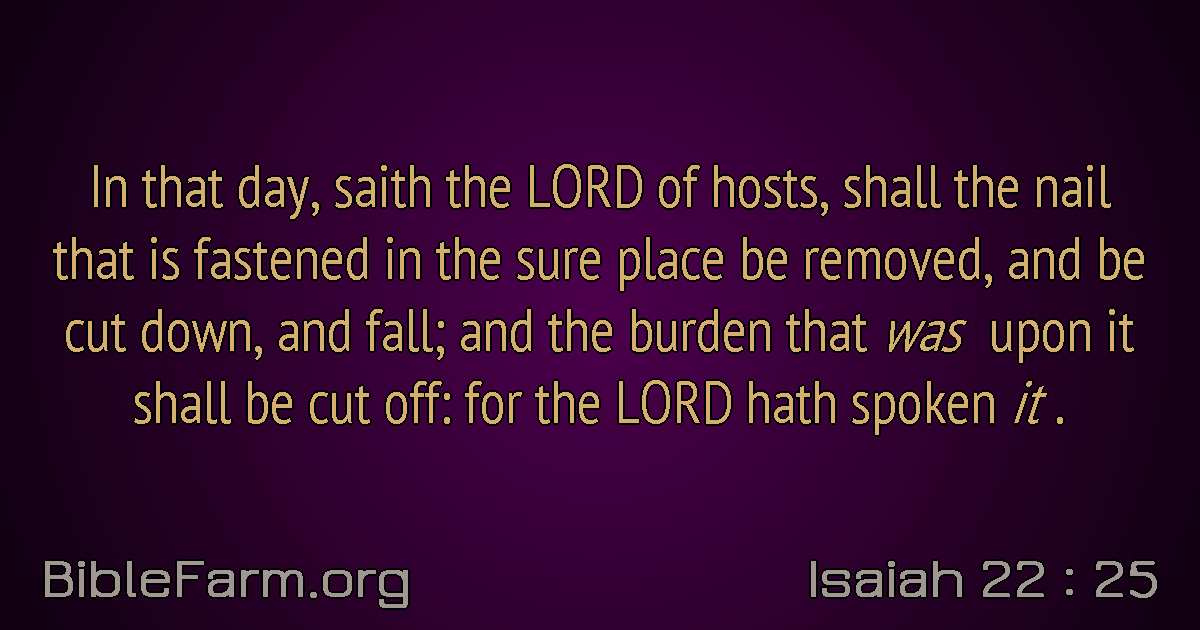 In that day, saith the LORD of hosts, shall the nail
that is fastened in the sure place be removed, and be
cut down, and fall; and the burden that was upon it
shall be cut off: for the LORD hath spoken it .
BibleFarm.org
Isaiah 22 : 25